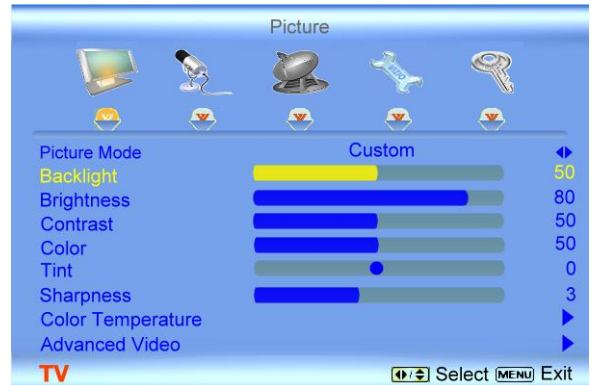 Picture
Picture Mode Custom
Backlight 50
Brightness 80
Contrast 50
Color 50
Tint 0
Sharpness 3
Color Temperature
Advanced Video
TV Select MENU Exit